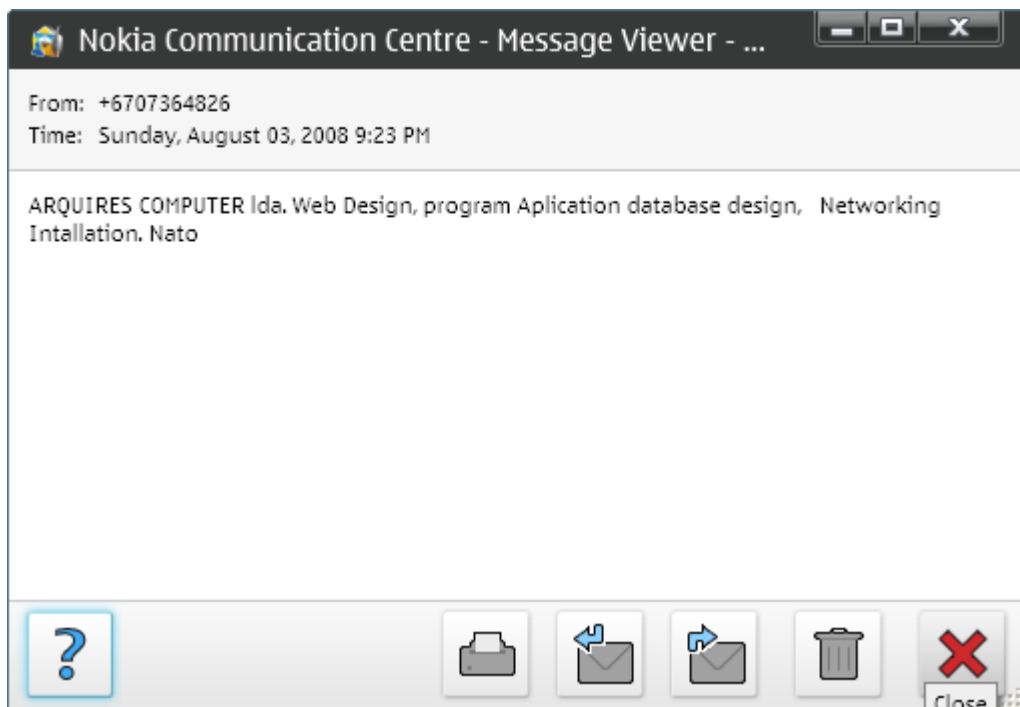 Nokia Communication Centre - Message Viewer - ...
From: +6707364826
Time: Sunday, August 03, 2008 9:23 PM
ARQUIRES COMPUTER lda. Web Design, program Aplication database design, Networking
Intallation. Nato
Close